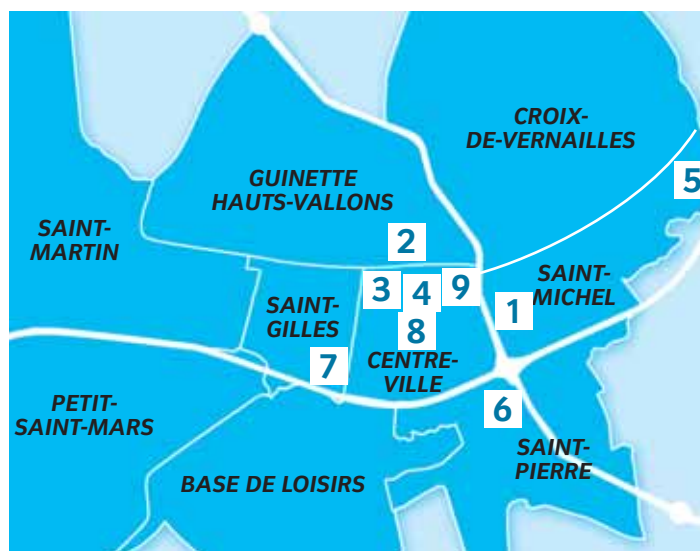 CROIX-
DE-VERNAILLES
GUINETTE
HAUTS-VALLONS
5
SAINT-
MARTIN
2
3
4
9
SAINT-
MICHEL
SAINT-
GILLES
1
8
7
CENTRE-
VILLE
PETIT-
SAINT-MARS
6
SAINT-
PIERRE
BASE DE LOISIRS